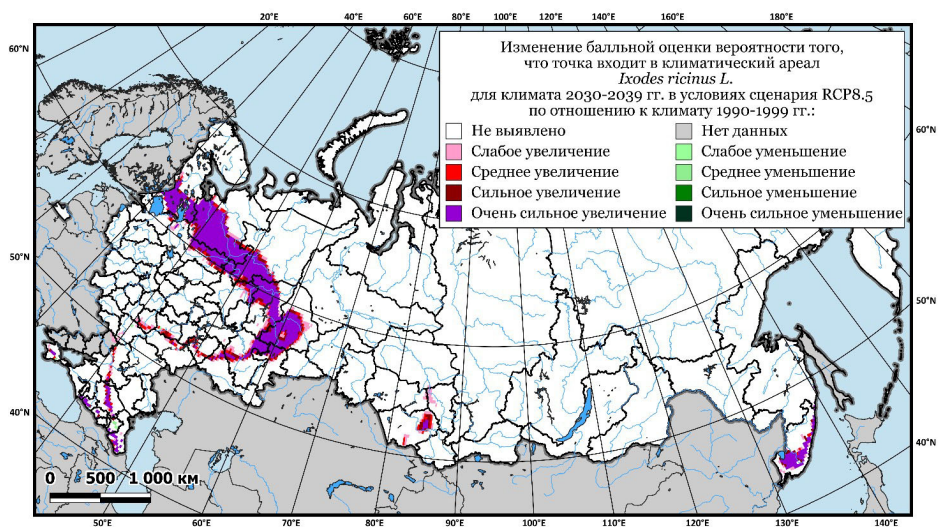 20°E 40°E 60°E 80°E 100°E 120°E 140°E 160°E 180°E
60°N
Изменение балльной оценки вероятности того,
что точка входит в климатический ареал
Ixodes ricinus L.
для климата 2030-2039 гг. в условиях сценария RCP8.5
по отношению к климату 1990-1999 гг.:
Не выявлено
Слабое увеличение
Среднее увеличение
Сильное увеличение
Очень сильное увеличение
Нет данных
Слабое уменьшение
Среднее уменьшение
Сильное уменьшение
Очень сильное уменьшение
60°N
50°N
50°N
40°N
40°N
0 500 1 000 км
50°E 60°E 70°E 80°E 90°E 100°E 110°E 120°E 130°E 140°E